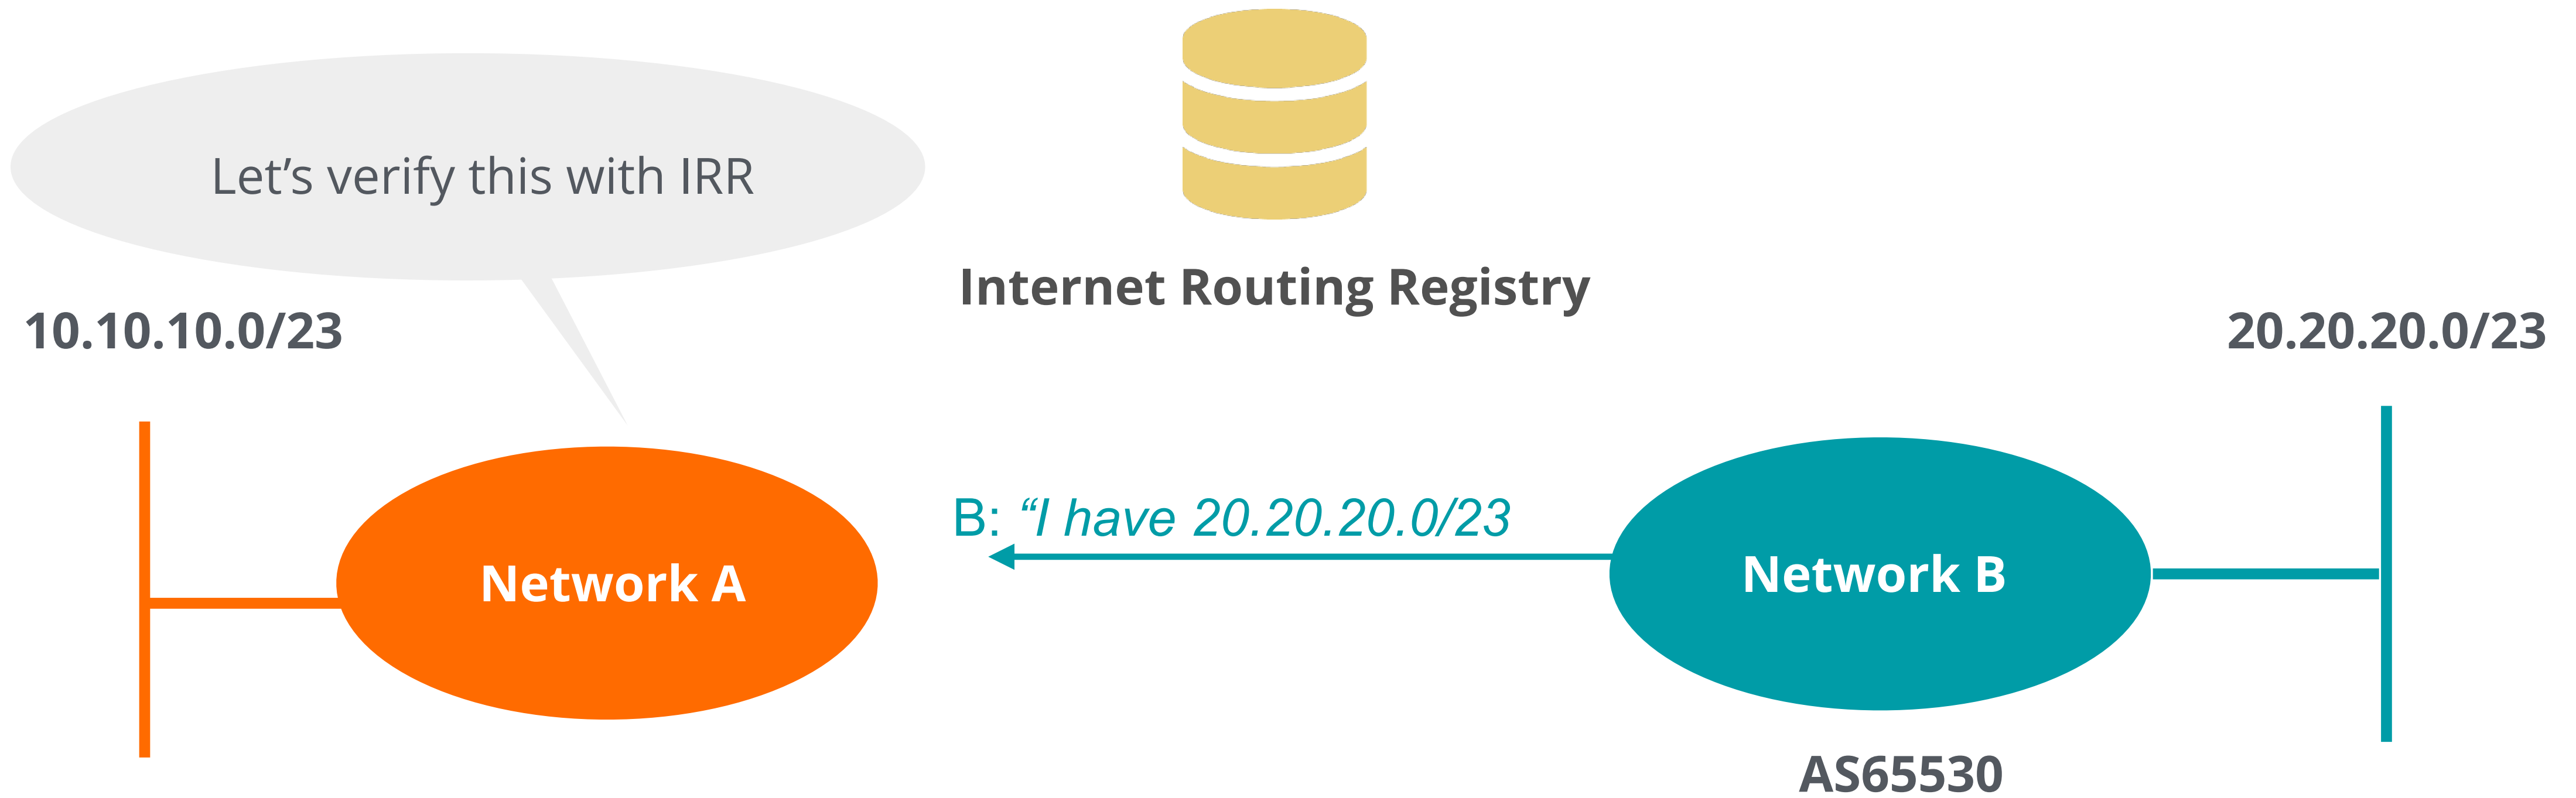 Let’s verify this with IRR
Internet Routing Registry
10.10.10.0/23
20.20.20.0/23
B: “I have 20.20.20.0/23
Network A
Network B
AS65530